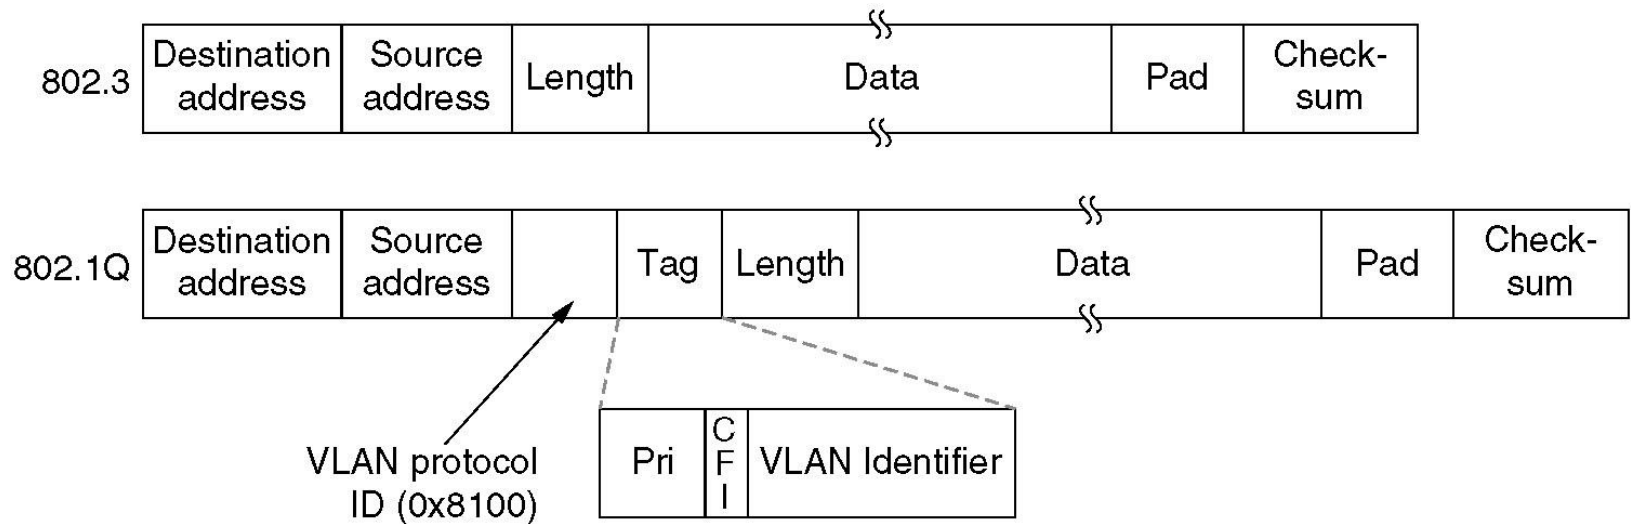 802.3
Destination
address
Source
address
Length
Data
Pad
Check-
sum
802.1Q
Destination
address
Source
address
Tag
Length
Data
Pad
Check-
sum
VLAN protocol
ID (0x8100)
Pri
C
F
I
VLAN Identifier